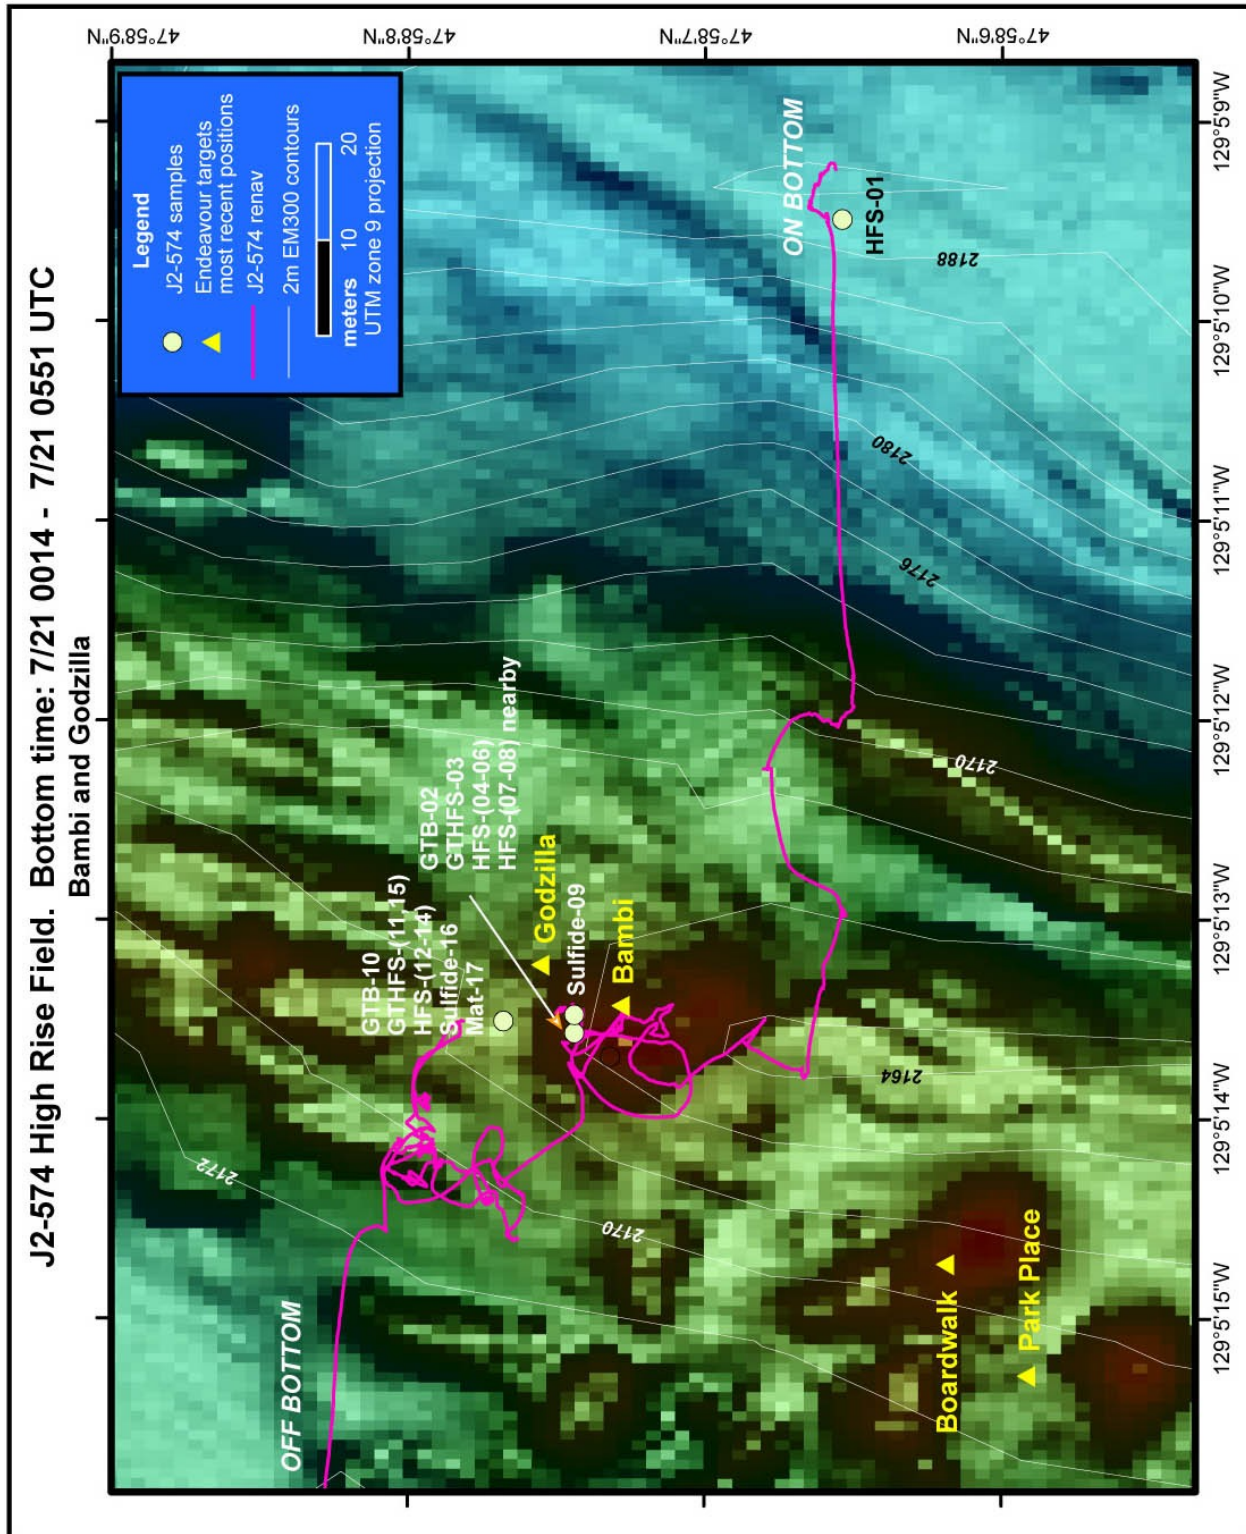 J2-574 High Rise Field.  Bottom time: 7/21 0014 -  7/21 0551 UTC
Bambi and Godzilla
47°58'9"N
47°58'8"N
47°58'7"N
47°58'6"N
Legend
J2-574 samples
Endeavour targets
most recent positions
J2-574 renav
2m EM300 contours
meters 10 20
UTM zone 9 projection
OFF BOTTOM
ON BOTTOM
HFS-01
GTB-10
GTHFS-(11,15)
HFS-(12-14)
Sulfide-16
Mat-17
GTB-02
GTHFS-03
HFS-(04-06)
HFS-(07-08) nearby
Godzilla
Sulfide-09
Bambi
Boardwalk
Park Place
2172
2170
2164
2170
2176
2180
2188
129°5'15"W
129°5'14"W
129°5'13"W
129°5'12"W
129°5'11"W
129°5'10"W
129°5'9"W